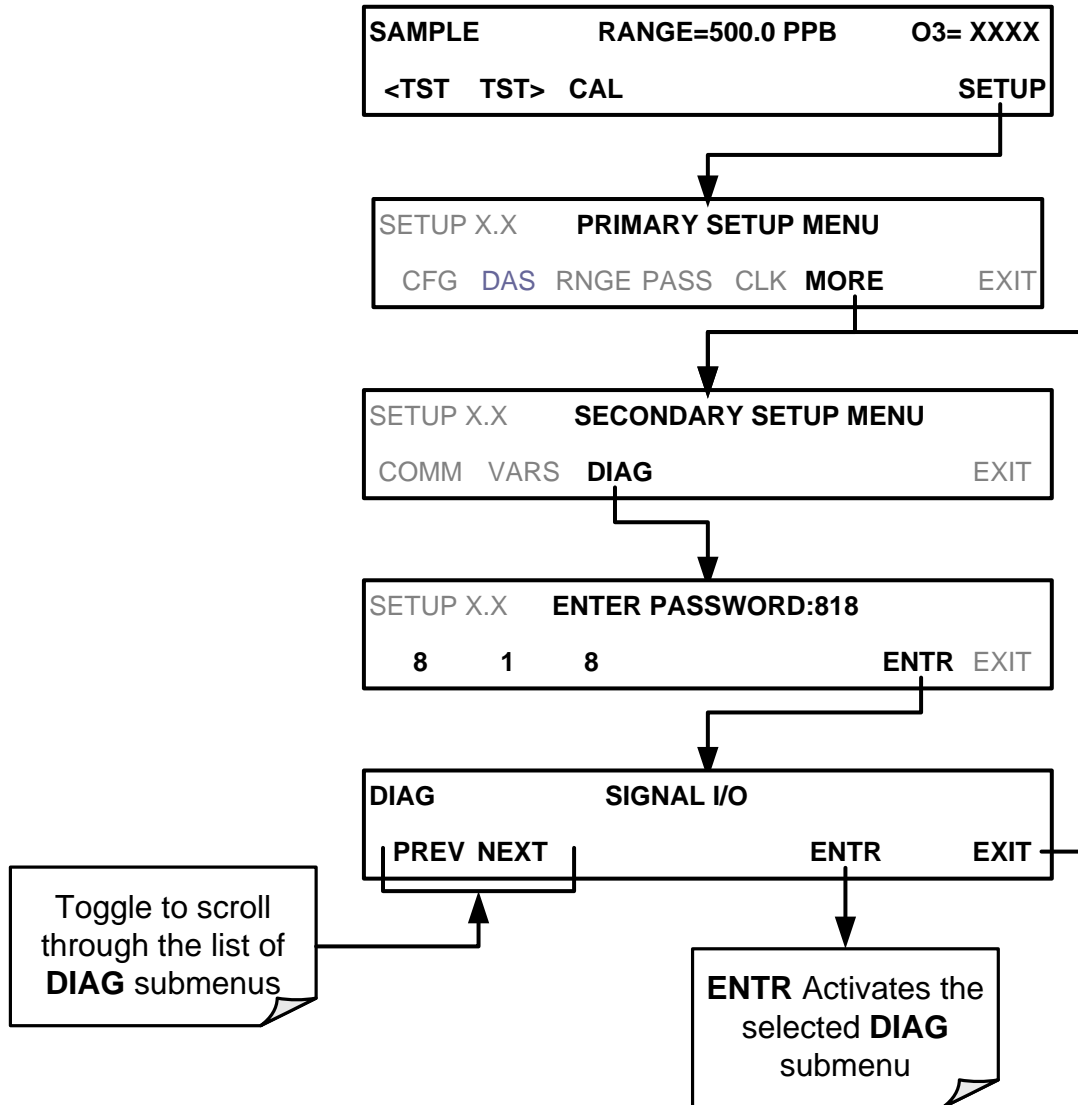 SAMPLE RANGE=500.0 PPB O3= XXXX
<TST TST> CAL SETUP
SETUP X.X PRIMARY SETUP MENU
CFG DAS RNGE PASS CLK MORE EXIT
SETUP X.X SECONDARY SETUP MENU
COMM VARS DIAG EXIT
SETUP X.X ENTER PASSWORD:818
8 1 8 ENTR EXIT
DIAG SIGNAL I/O
PREV NEXT ENTR EXIT
Toggle to scroll
through the list of
DIAG submenus
ENTR Activates the
selected DIAG
submenu